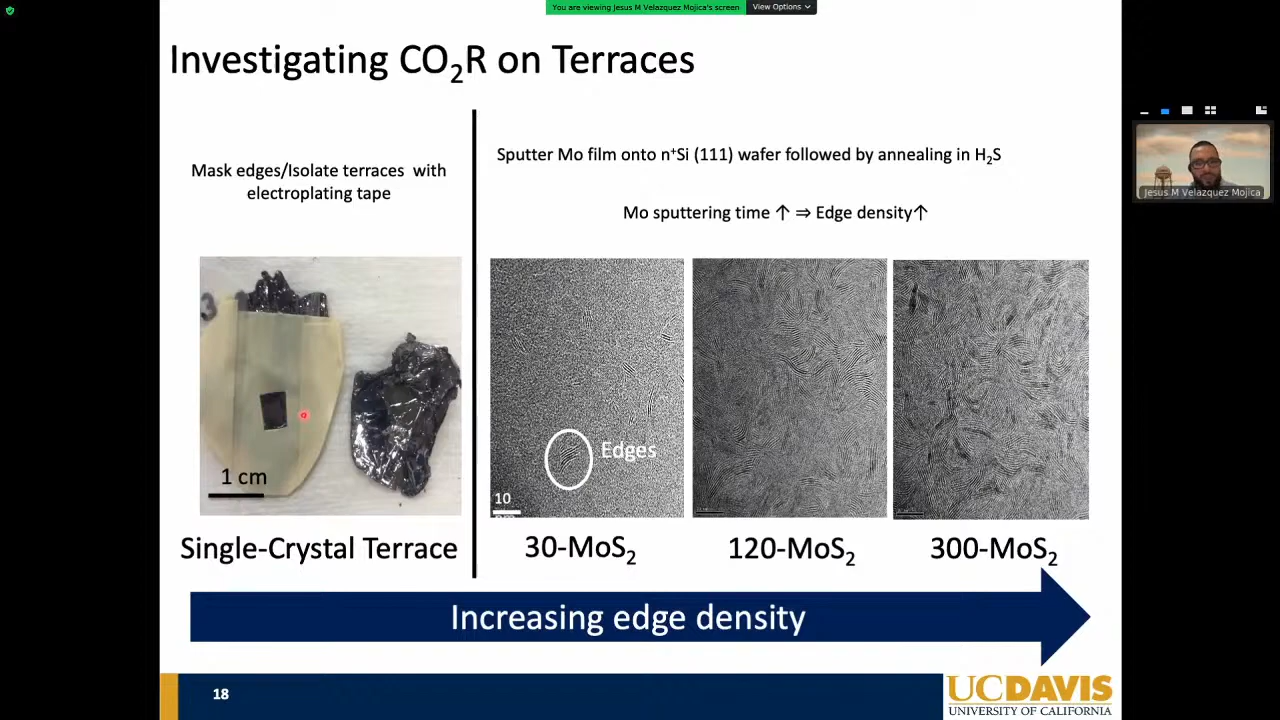 You are viewing Jesus M Velazquez Mojica's screen
View Options
Investigating CO₂R on Terraces
Mask edges/Isolate terraces with
electroplating tape
Sputter Mo film onto n⁺Si (111) wafer followed by annealing in H₂S
Mo sputtering time ↑ ⇒ Edge density↑
Jesus M Velazquez Mojica
Edges
1 cm
10
Single-Crystal Terrace
30-MoS₂
120-MoS₂
300-MoS₂
Increasing edge density
18
UCDAVIS
UNIVERSITY OF CALIFORNIA